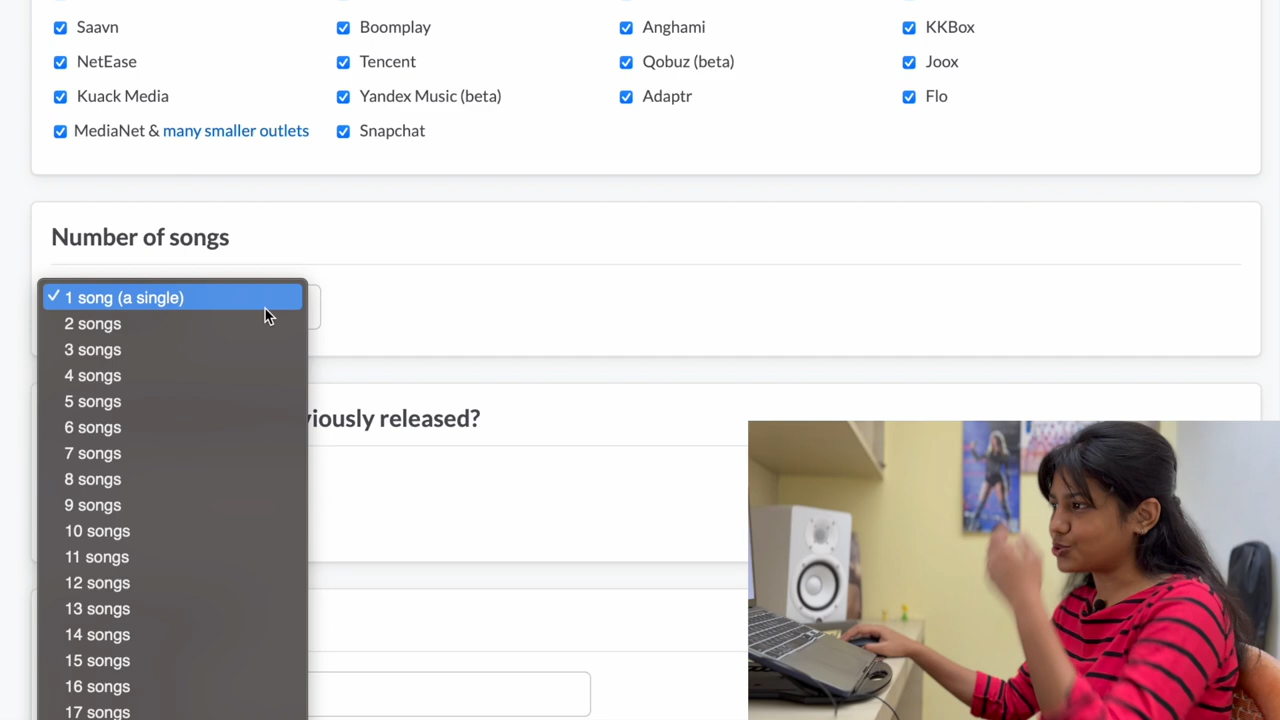 Saavn Boomplay Anghami KKBox
NetEase Tencent Qobuz (beta) Joox
Kuack Media Yandex Music (beta) Adaptr Flo
MediaNet & many smaller outlets Snapchat
Number of songs
✓ 1 song (a single)
2 songs
3 songs
4 songs
5 songs
6 songs
7 songs
8 songs
9 songs
10 songs
11 songs
12 songs
13 songs
14 songs
15 songs
16 songs
17 songs
released?